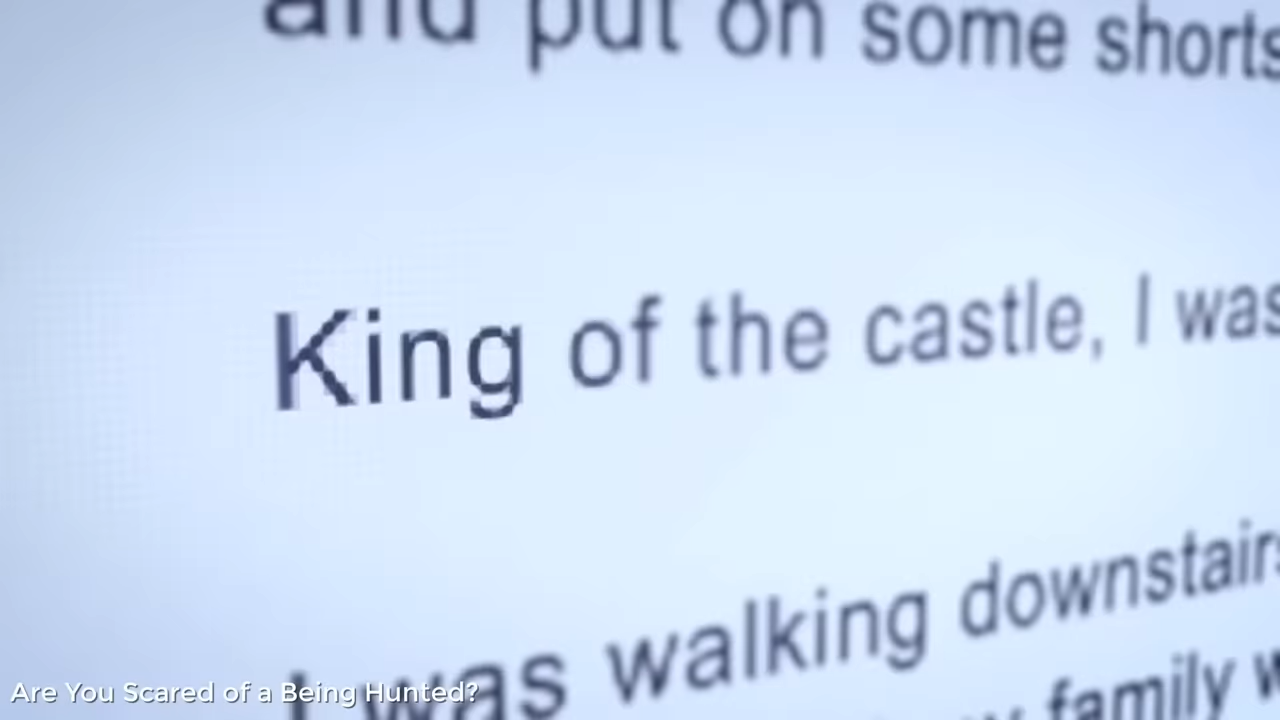 and put on some shorts
King of the castle, I was
I was walking downstairs
family
Are You Scared of a Being Hunted?